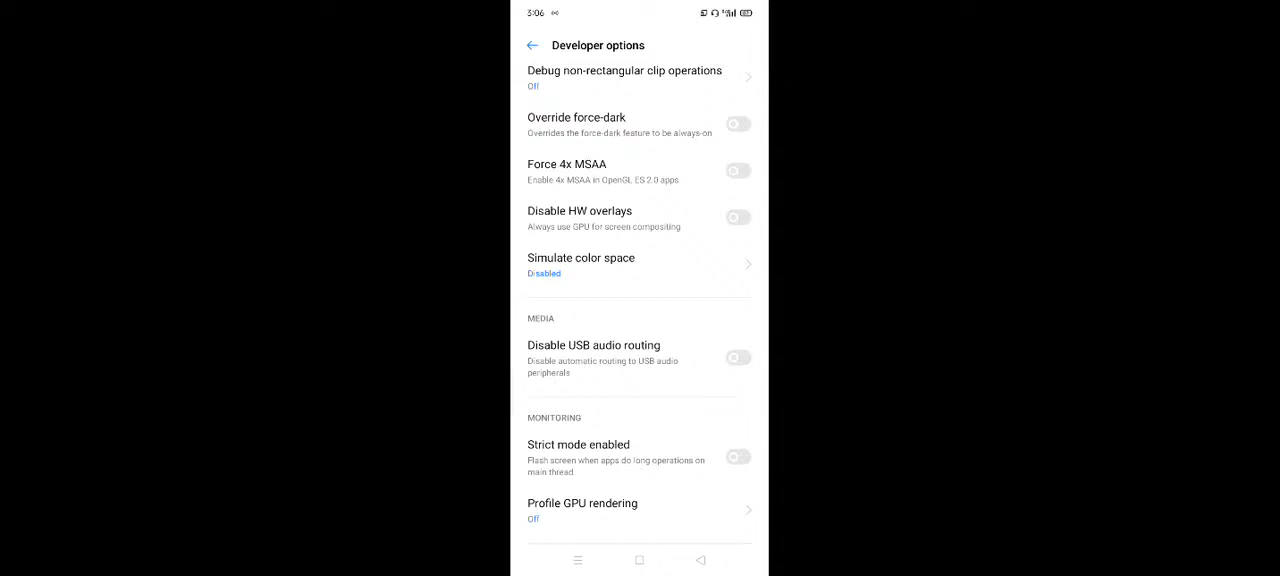 3:06
Developer options
Debug non-rectangular clip operations
Off
Override force-dark
Overrides the force-dark feature to be always-on
Force 4x MSAA
Enable 4x MSAA in OpenGL ES 2.0 apps
Disable HW overlays
Always use GPU for screen compositing
Simulate color space
Disabled
MEDIA
Disable USB audio routing
Disable automatic routing to USB audio
peripherals
MONITORING
Strict mode enabled
Flash screen when apps do long operations on
main thread.
Profile GPU rendering
Off